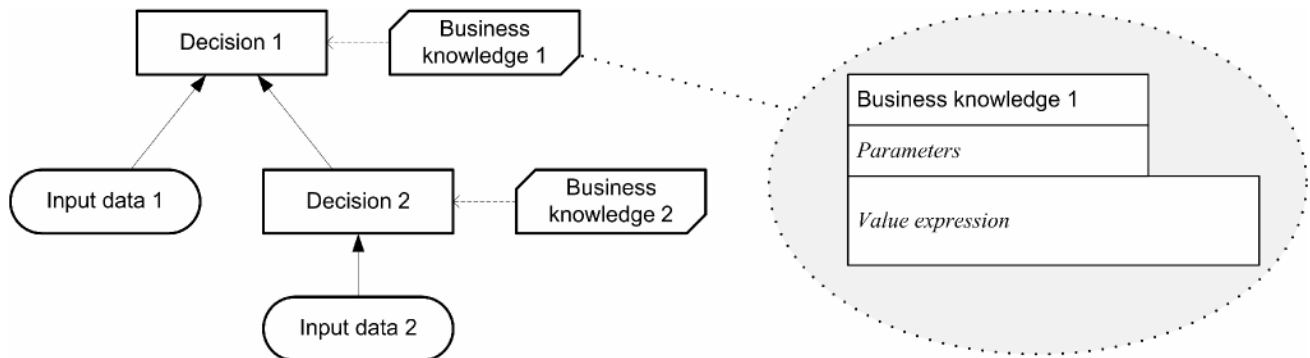 Decision 1
Business
knowledge 1
Business knowledge 1
Parameters
Value expression
Input data 1
Decision 2
Business
knowledge 2
Input data 2